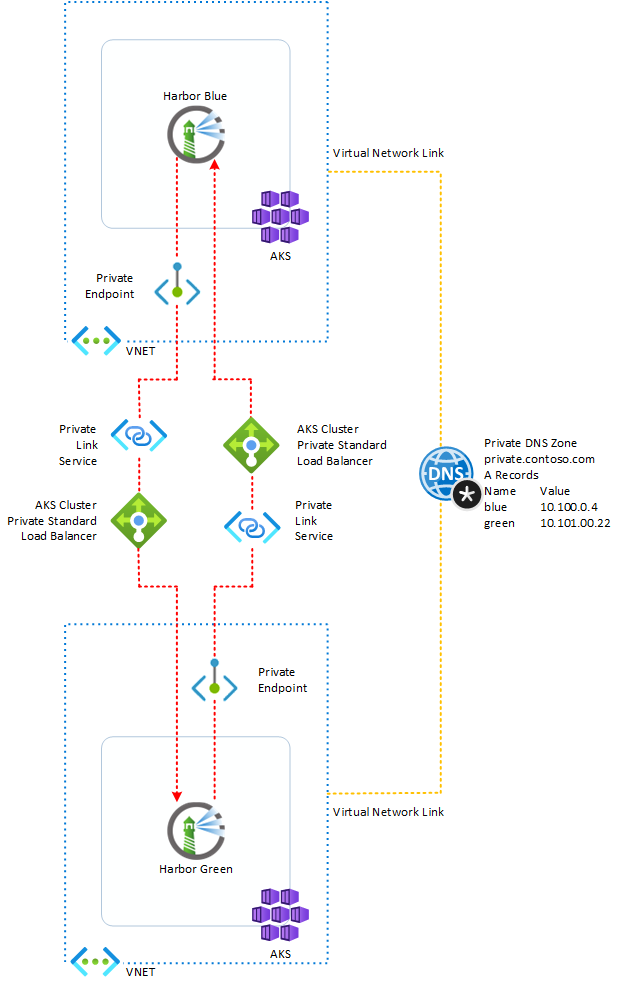 Harbor Blue
Virtual Network Link
AKS
Private
Endpoint
VNET
Private
Link
Service
AKS Cluster
Private Standard
Load Balancer
Private DNS Zone
private.contoso.com
A Records
Name Value
blue 10.100.0.4
green 10.101.00.22
DNS
*
AKS Cluster
Private Standard
Load Balancer
Private
Link
Service
Private
Endpoint
Virtual Network Link
Harbor Green
AKS
VNET